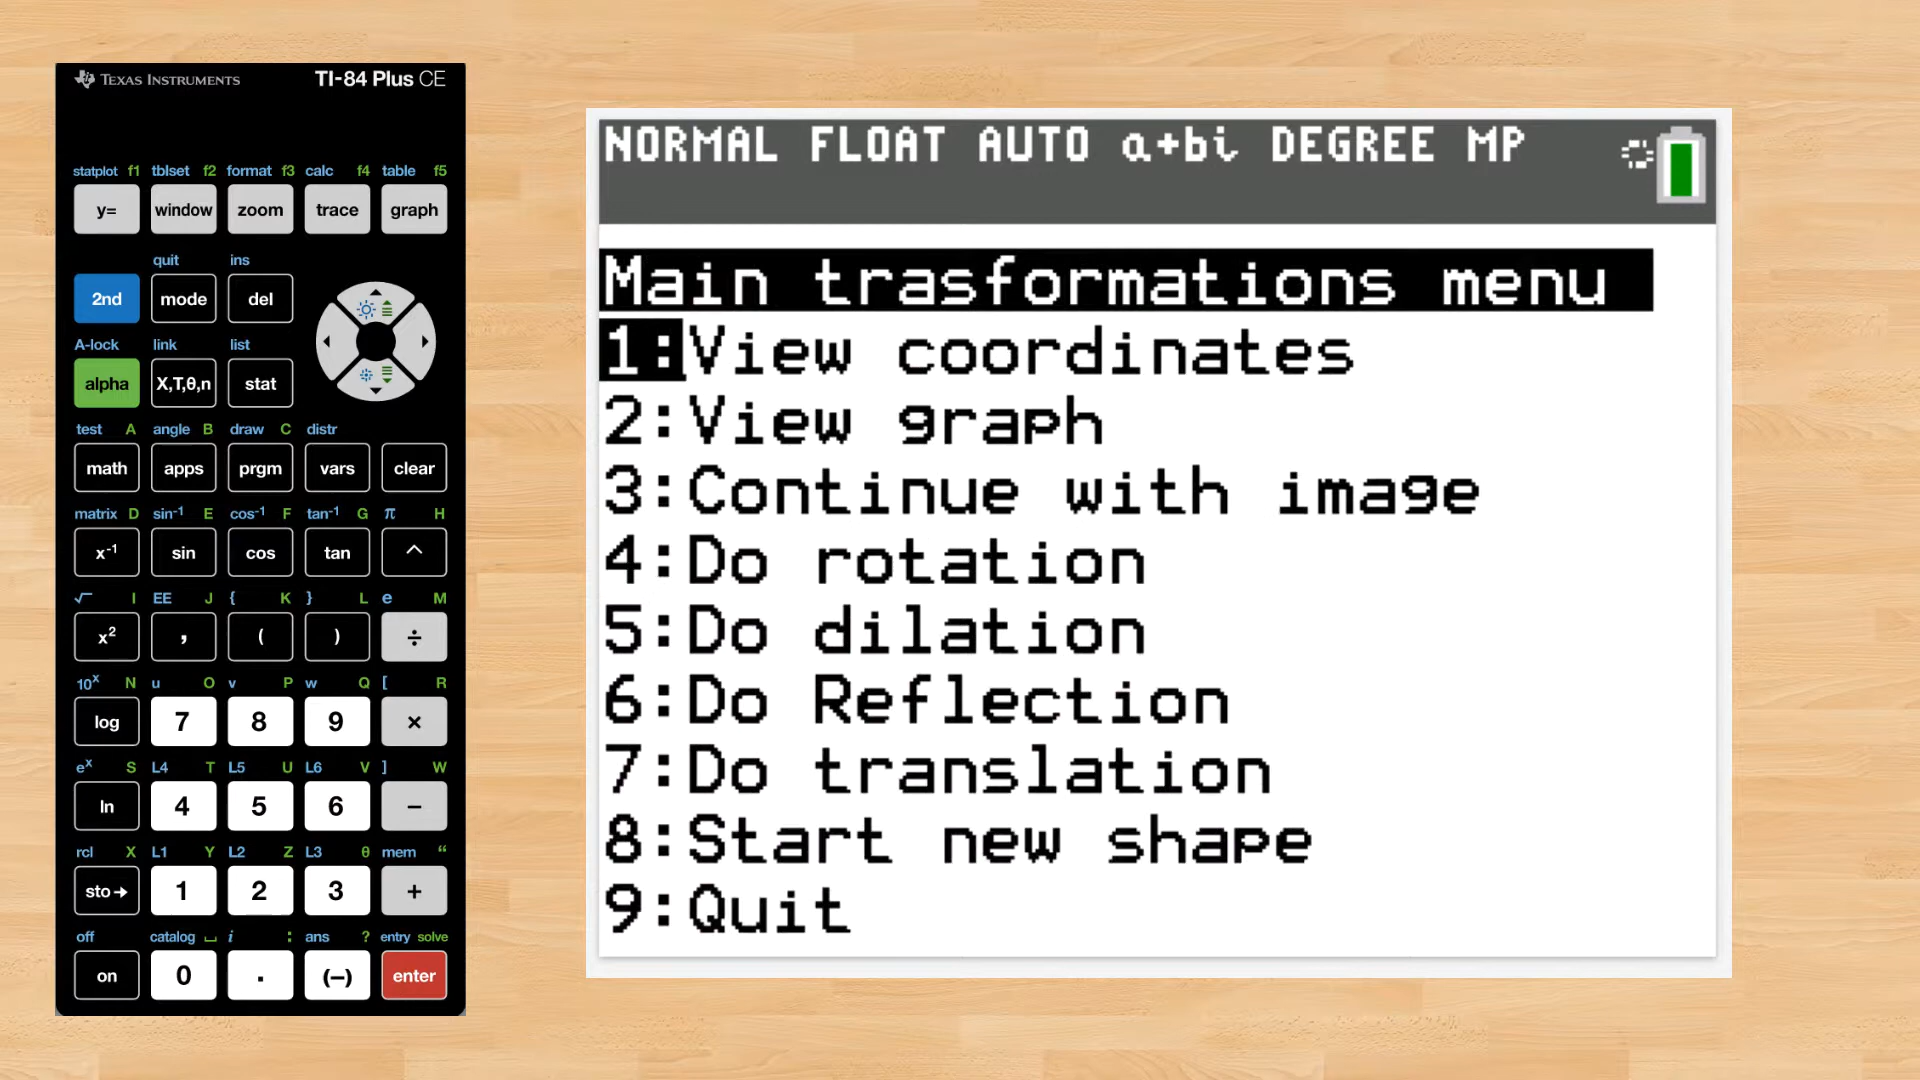 TEXAS INSTRUMENTS TI-84 Plus CE
statplot f1 tblset f2 format f3 calc f4 table f5
y= window zoom trace graph
quit ins
2nd mode del
A-lock link list
alpha X,T,θ,n stat
test A angle B draw C distr
math apps prgm vars clear
matrix D sin⁻¹ E cos⁻¹ F tan⁻¹ G π H
x⁻¹ sin cos tan ^
√ I EE J { K } L e M
x² , ( ) ÷
10ˣ N u O v P w Q [ R
log 7 8 9 ×
eˣ S L4 T L5 U L6 V ] W
ln 4 5 6 −
rcl X L1 Y L2 Z L3 θ mem “
sto→ 1 2 3 +
off catalog ⎵ i : ans ? entry solve
on 0 . (−) enter
NORMAL FLOAT AUTO a+bi DEGREE MP
Main trasformations menu
1:View coordinates
2:View graph
3:Continue with image
4:Do rotation
5:Do dilation
6:Do Reflection
7:Do translation
8:Start new shape
9:Quit